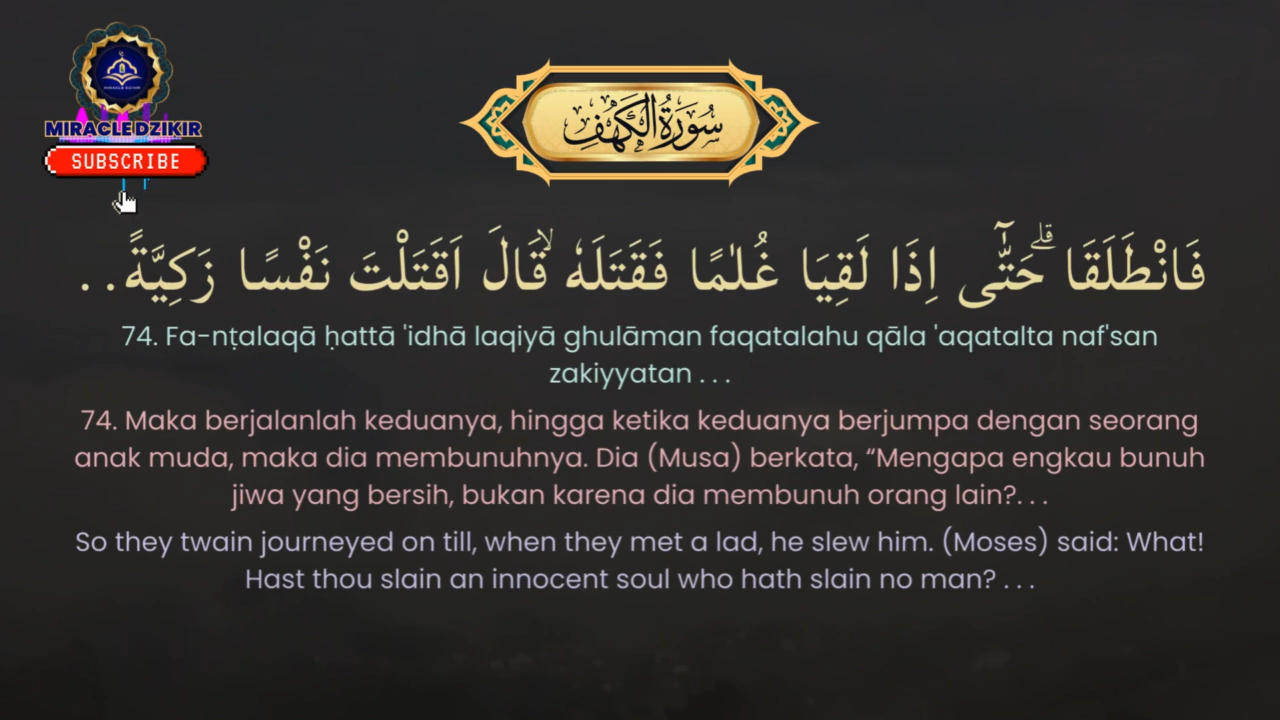 MIRACLE DZIKIR
SUBSCRIBE
سُوْرَةُ الْكَهْفِ
فَانْطَلَقَا ۗ حَتّٰٓى اِذَا لَقِيَا غُلٰمًا فَقَتَلَهٗ ۙقَالَ اَقَتَلْتَ نَفْسًا زَكِيَّةً. .
74. Fa-nṭalaqā ḥattā 'idhā laqiyā ghulāman faqatalahu qāla 'aqatalta naf'san
zakiyyatan . . .
74. Maka berjalanlah keduanya, hingga ketika keduanya berjumpa dengan seorang
anak muda, maka dia membunuhnya. Dia (Musa) berkata, “Mengapa engkau bunuh
jiwa yang bersih, bukan karena dia membunuh orang lain?. . .
So they twain journeyed on till, when they met a lad, he slew him. (Moses) said: What!
Hast thou slain an innocent soul who hath slain no man? . . .